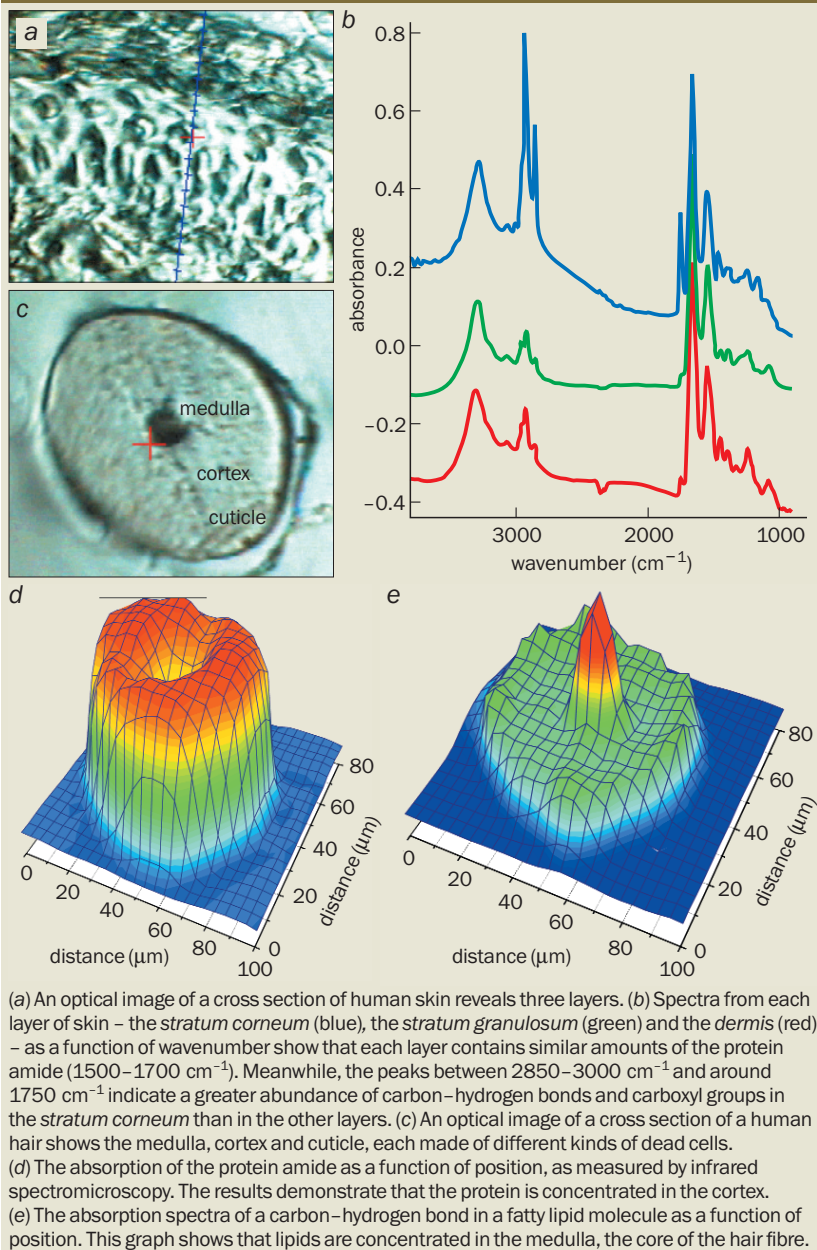 a
b
0.8
0.6
0.4
0.2
0.0
−0.2
−0.4
absorbance
3000
2000
1000
wavenumber (cm−1)
c
medulla
cortex
cuticle
d
0
20
40
60
80
100
distance (μm)
0
20
40
60
80
distance (μm)
e
0
20
40
60
80
100
distance (μm)
0
20
40
60
80
distance (μm)
(a) An optical image of a cross section of human skin reveals three layers. (b) Spectra from each
layer of skin – the stratum corneum (blue), the stratum granulosum (green) and the dermis (red)
– as a function of wavenumber show that each layer contains similar amounts of the protein
amide (1500–1700 cm−1). Meanwhile, the peaks between 2850–3000 cm−1 and around
1750 cm−1 indicate a greater abundance of carbon–hydrogen bonds and carboxyl groups in
the stratum corneum than in the other layers. (c) An optical image of a cross section of a human
hair shows the medulla, cortex and cuticle, each made of different kinds of dead cells.
(d) The absorption of the protein amide as a function of position, as measured by infrared
spectromicroscopy. The results demonstrate that the protein is concentrated in the cortex.
(e) The absorption spectra of a carbon–hydrogen bond in a fatty lipid molecule as a function of
position. This graph shows that lipids are concentrated in the medulla, the core of the hair fibre.